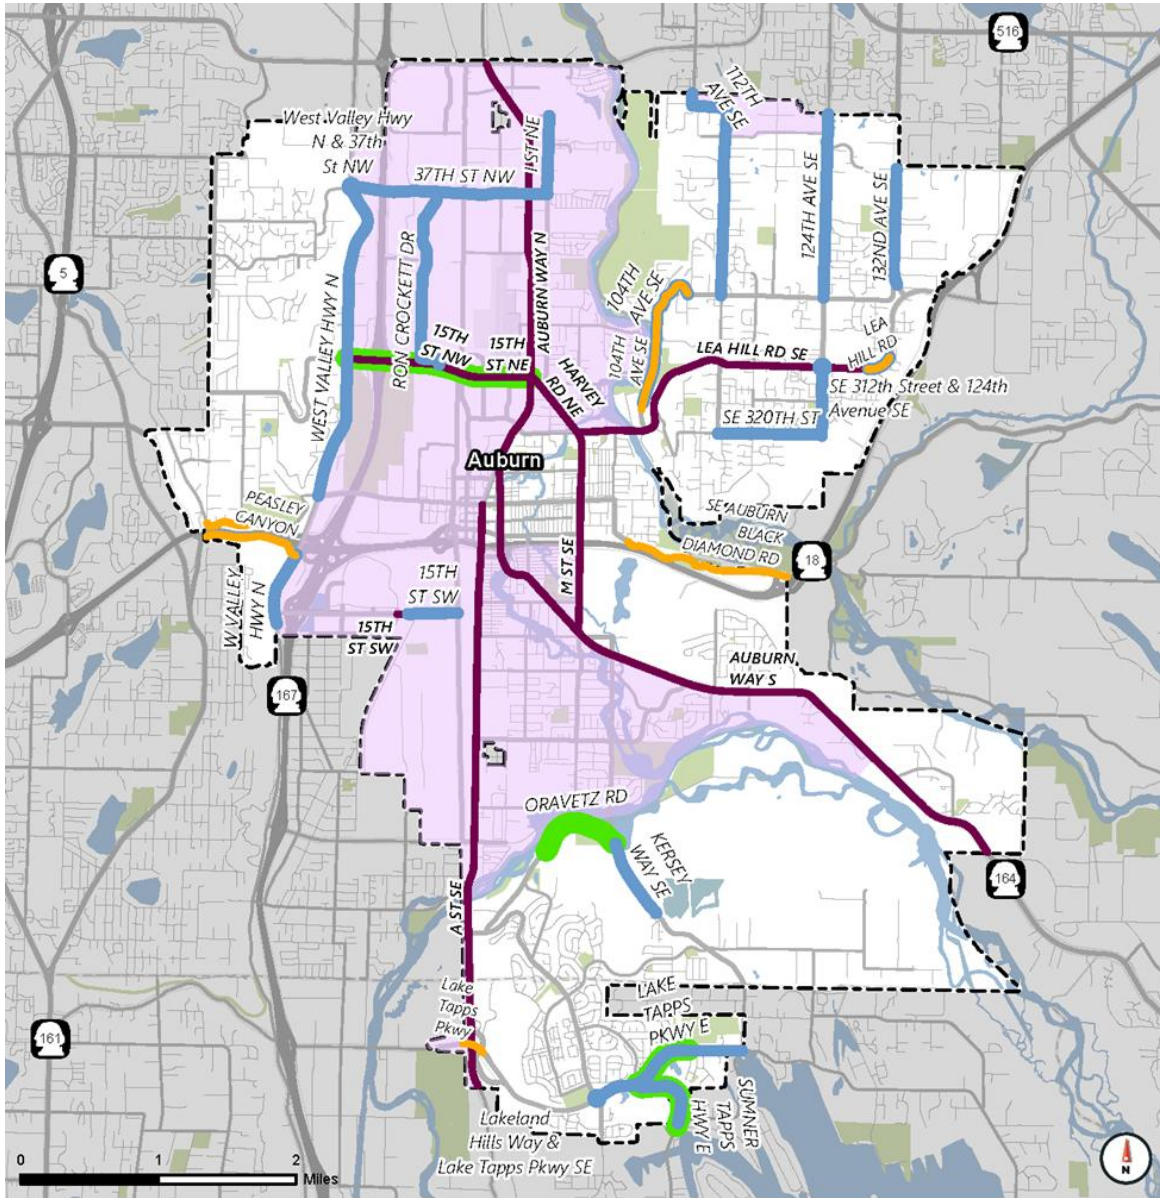 516
112TH
AVE SE
West Valley Hwy
N & 37th
St NW
I ST NE
37TH ST NW
124TH AVE SE
132ND AVE SE
5
RON CROCKETT DR
AUBURN WAY N
104TH
AVE SE
WEST VALLEY HWY N
15TH
ST NW
15TH
ST NE
HARVEY
RD NE
104TH
AVE SE
LEA HILL RD SE
LEA
HILL RD
SE 312th Street & 124th
Avenue SE
SE 320TH ST
Auburn
PEASLEY
CANYON
SE AUBURN
BLACK
DIAMOND RD
18
W VALLEY
HWY N
15TH
ST SW
M ST SE
15TH
ST SW
AUBURN
WAY S
167
ORAVETZ RD
KERSEY
WAY SE
164
A ST SE
Lake
Tapps
Pkwy
LAKE
TAPPS
PKWY E
161
SUMNER
TAPPS
HWY E
Lakeland
Hills Way &
Lake Tapps Pkwy SE
0 1 2
Miles
N